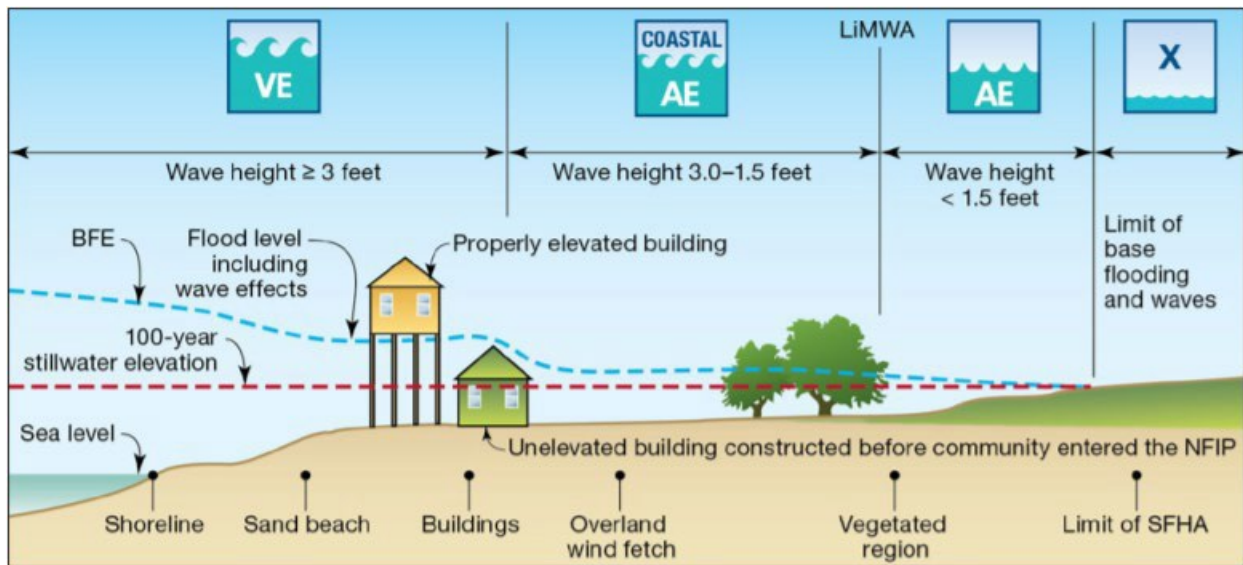 VE
COASTAL
AE
LiMWA
AE
X
Wave height ≥ 3 feet
Wave height 3.0–1.5 feet
Wave height
< 1.5 feet
BFE
Flood level
including
wave effects
Properly elevated building
Limit of
base
flooding
and waves
100-year
stillwater elevation
Sea level
Unelevated building constructed before community entered the NFIP
Shoreline
Sand beach
Buildings
Overland
wind fetch
Vegetated
region
Limit of SFHA